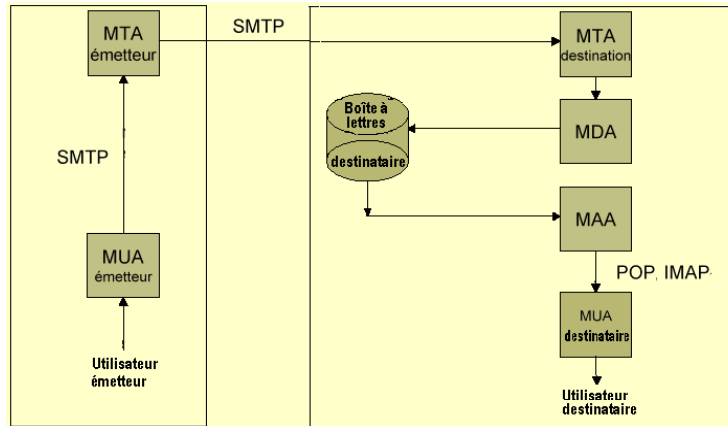 MTA
émetteur
SMTP
MTA
destination
Boîte à
lettres
destinataire
MDA
SMTP
MAA
MUA
émetteur
POP, IMAP
MUA
destinataire
Utilisateur
émetteur
Utilisateur
destinataire